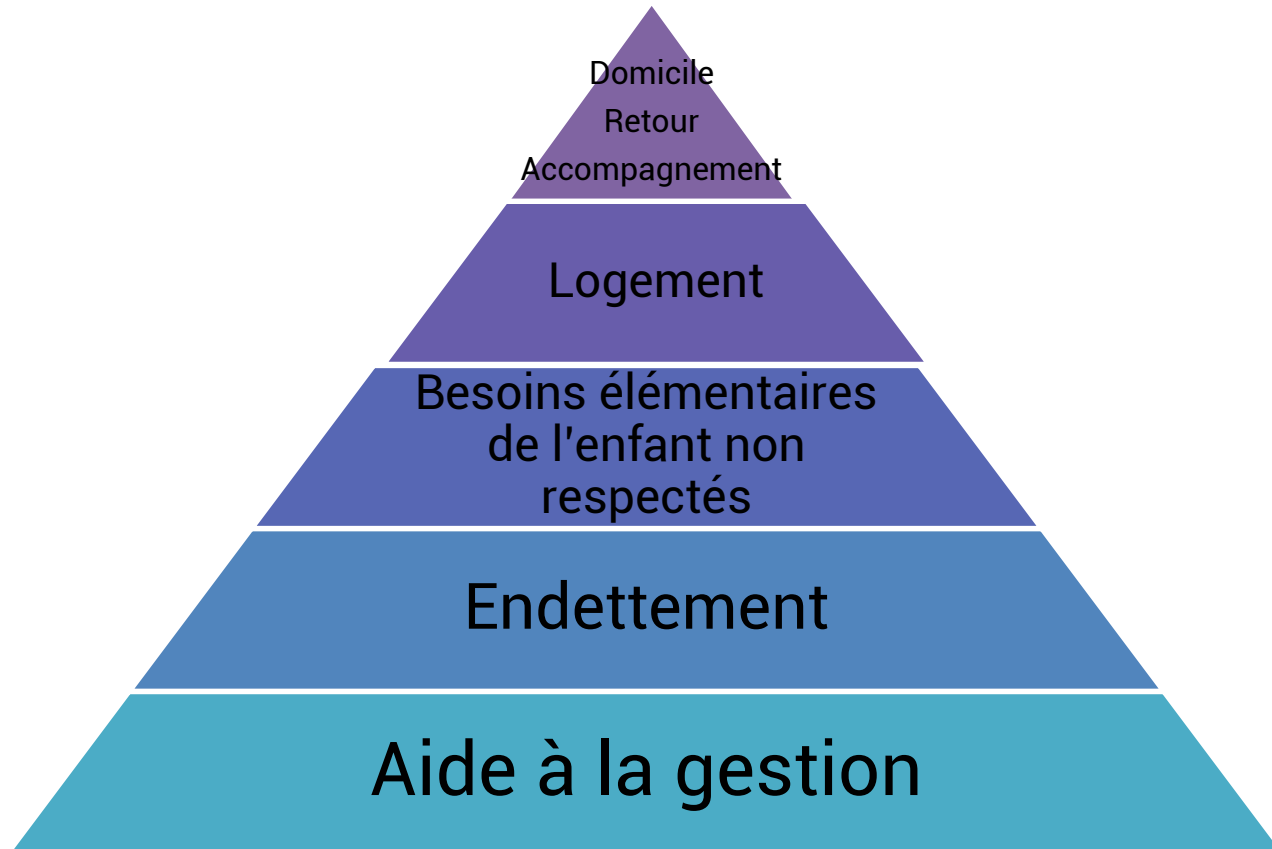 Domicile
Retour
Accompagnement
Logement
Besoins élémentaires
de l'enfant non
respectés
Endettement
Aide à la gestion